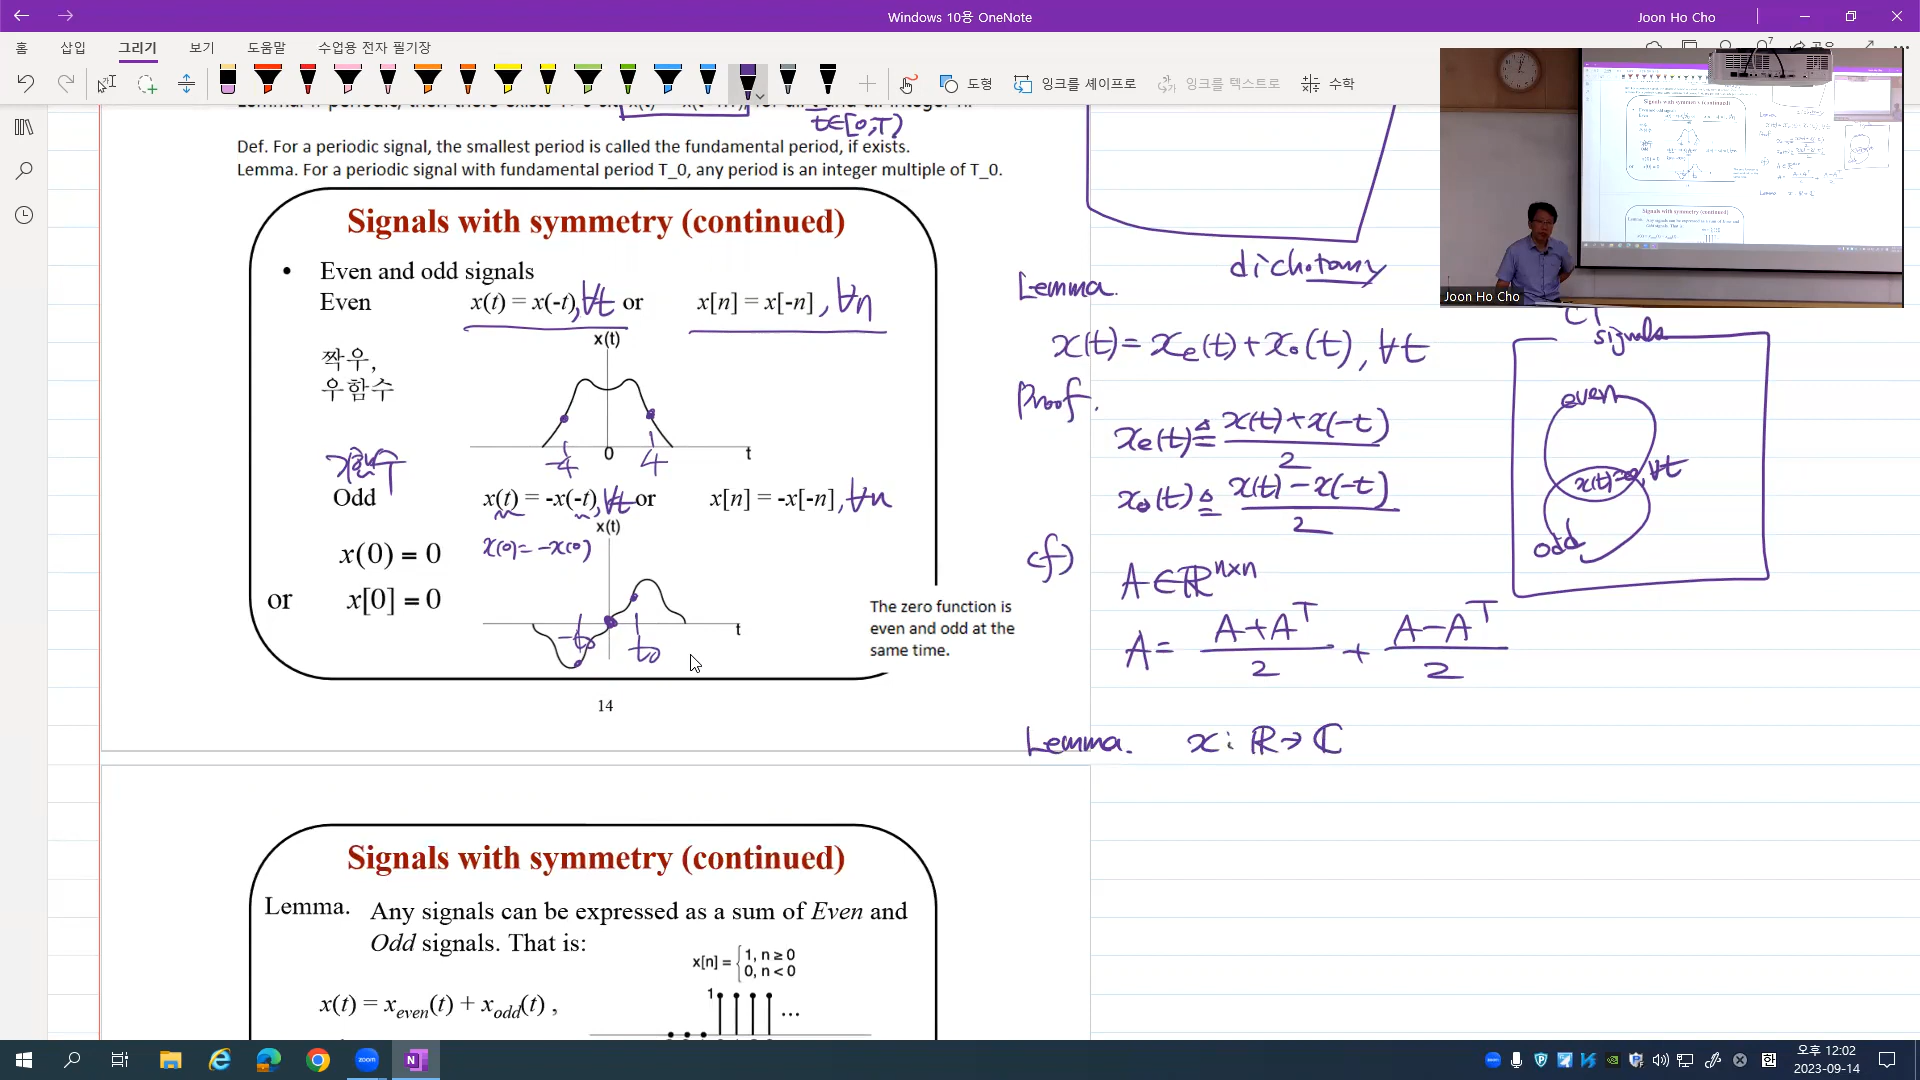 Windows 10용 OneNote
Joon Ho Cho
홈 삽입 그리기 보기 도움말 수업용 전자 필기장
공유
도형 잉크를 셰이프로 잉크를 텍스트로 수학
t∈[0,T)
Def. For a periodic signal, the smallest period is called the fundamental period, if exists.
Lemma. For a periodic signal with fundamental period T_0, any period is an integer multiple of T_0.
Signals with symmetry (continued)
• Even and odd signals
Even x(t) = x(-t), ∀t or x[n] = x[-n], ∀n
x(t)
짝우,
우함수
-4 0 4 t
기함수
Odd x(t) = -x(-t), ∀t or x[n] = -x[-n], ∀n
x(t)
x(0) = 0 x(0) = -x(0)
or x[0] = 0
-t₀ t₀ t
The zero function is
even and odd at the
same time.
14
Signals with symmetry (continued)
Lemma. Any signals can be expressed as a sum of Even and
Odd signals. That is:
x[n] = { 1, n ≥ 0
0, n < 0
x(t) = x_even(t) + x_odd(t) ,
1 ...
dichotomy
Lemma.
x(t) = xₑ(t) + xₒ(t), ∀t
Proof.
xₑ(t) ≜ (x(t) + x(-t))/2
xₒ(t) ≜ (x(t) - x(-t))/2
cf)
A ∈ ℝⁿˣⁿ
A = (A + Aᵀ)/2 + (A - Aᵀ)/2
Lemma. x : ℝ → ℂ
CT
signals
even
x(t)=0, ∀t
odd
Joon Ho Cho
zoom
한
오후 12:02
2023-09-14